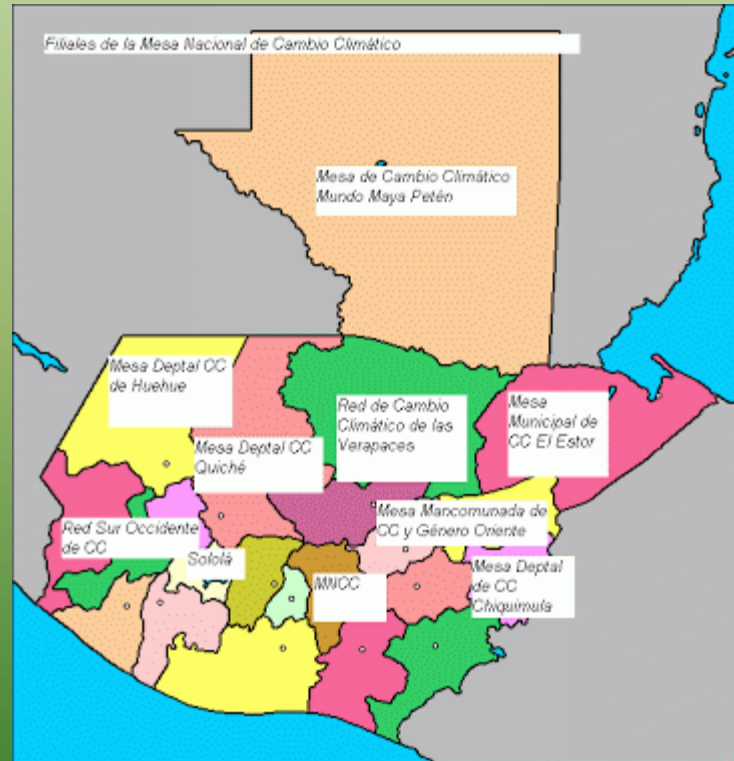 Filiales de la Mesa Nacional de Cambio Climático
Mesa de Cambio Climático
Mundo Maya Petén
Mesa Deptal CC
de Huehue
Red de Cambio
Climático de las
Verapaces
Mesa
Municipal de
CC El Estor
Mesa Deptal CC
Quiché
Mesa Mancomunada de
CC y Género Oriente
Red Sur Occidente
de CC
Sololá
MNCC
Mesa Deptal
de CC
Chiquimula